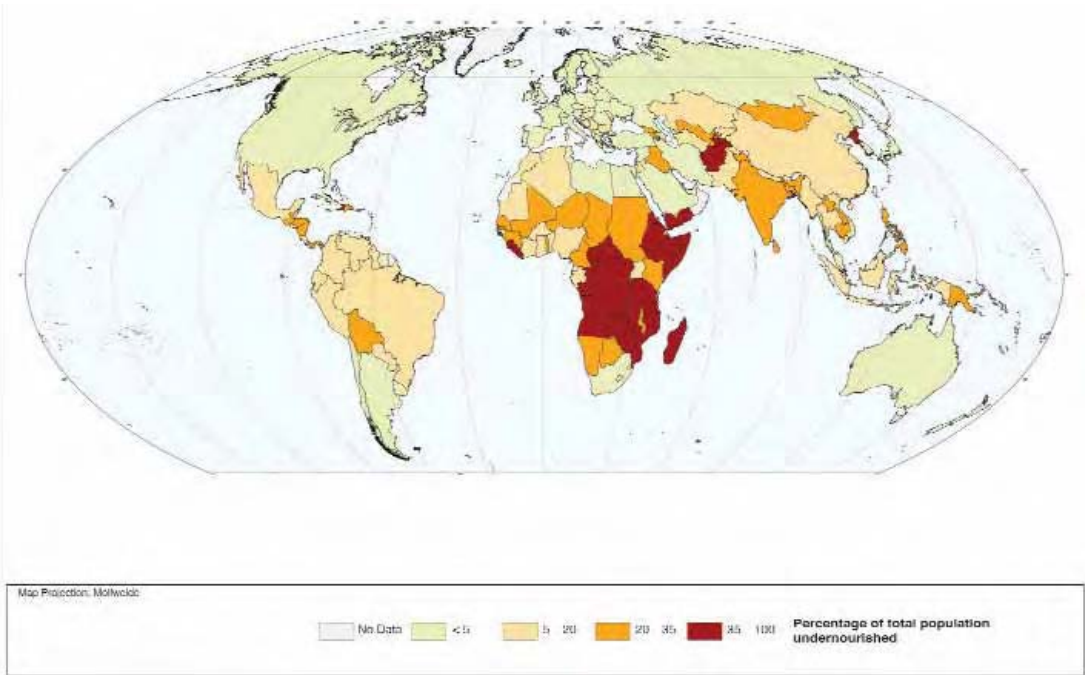 Map Projection: Mollweide
No Data
< 5
5 20
20 35
35 100
Percentage of total population
undernourished